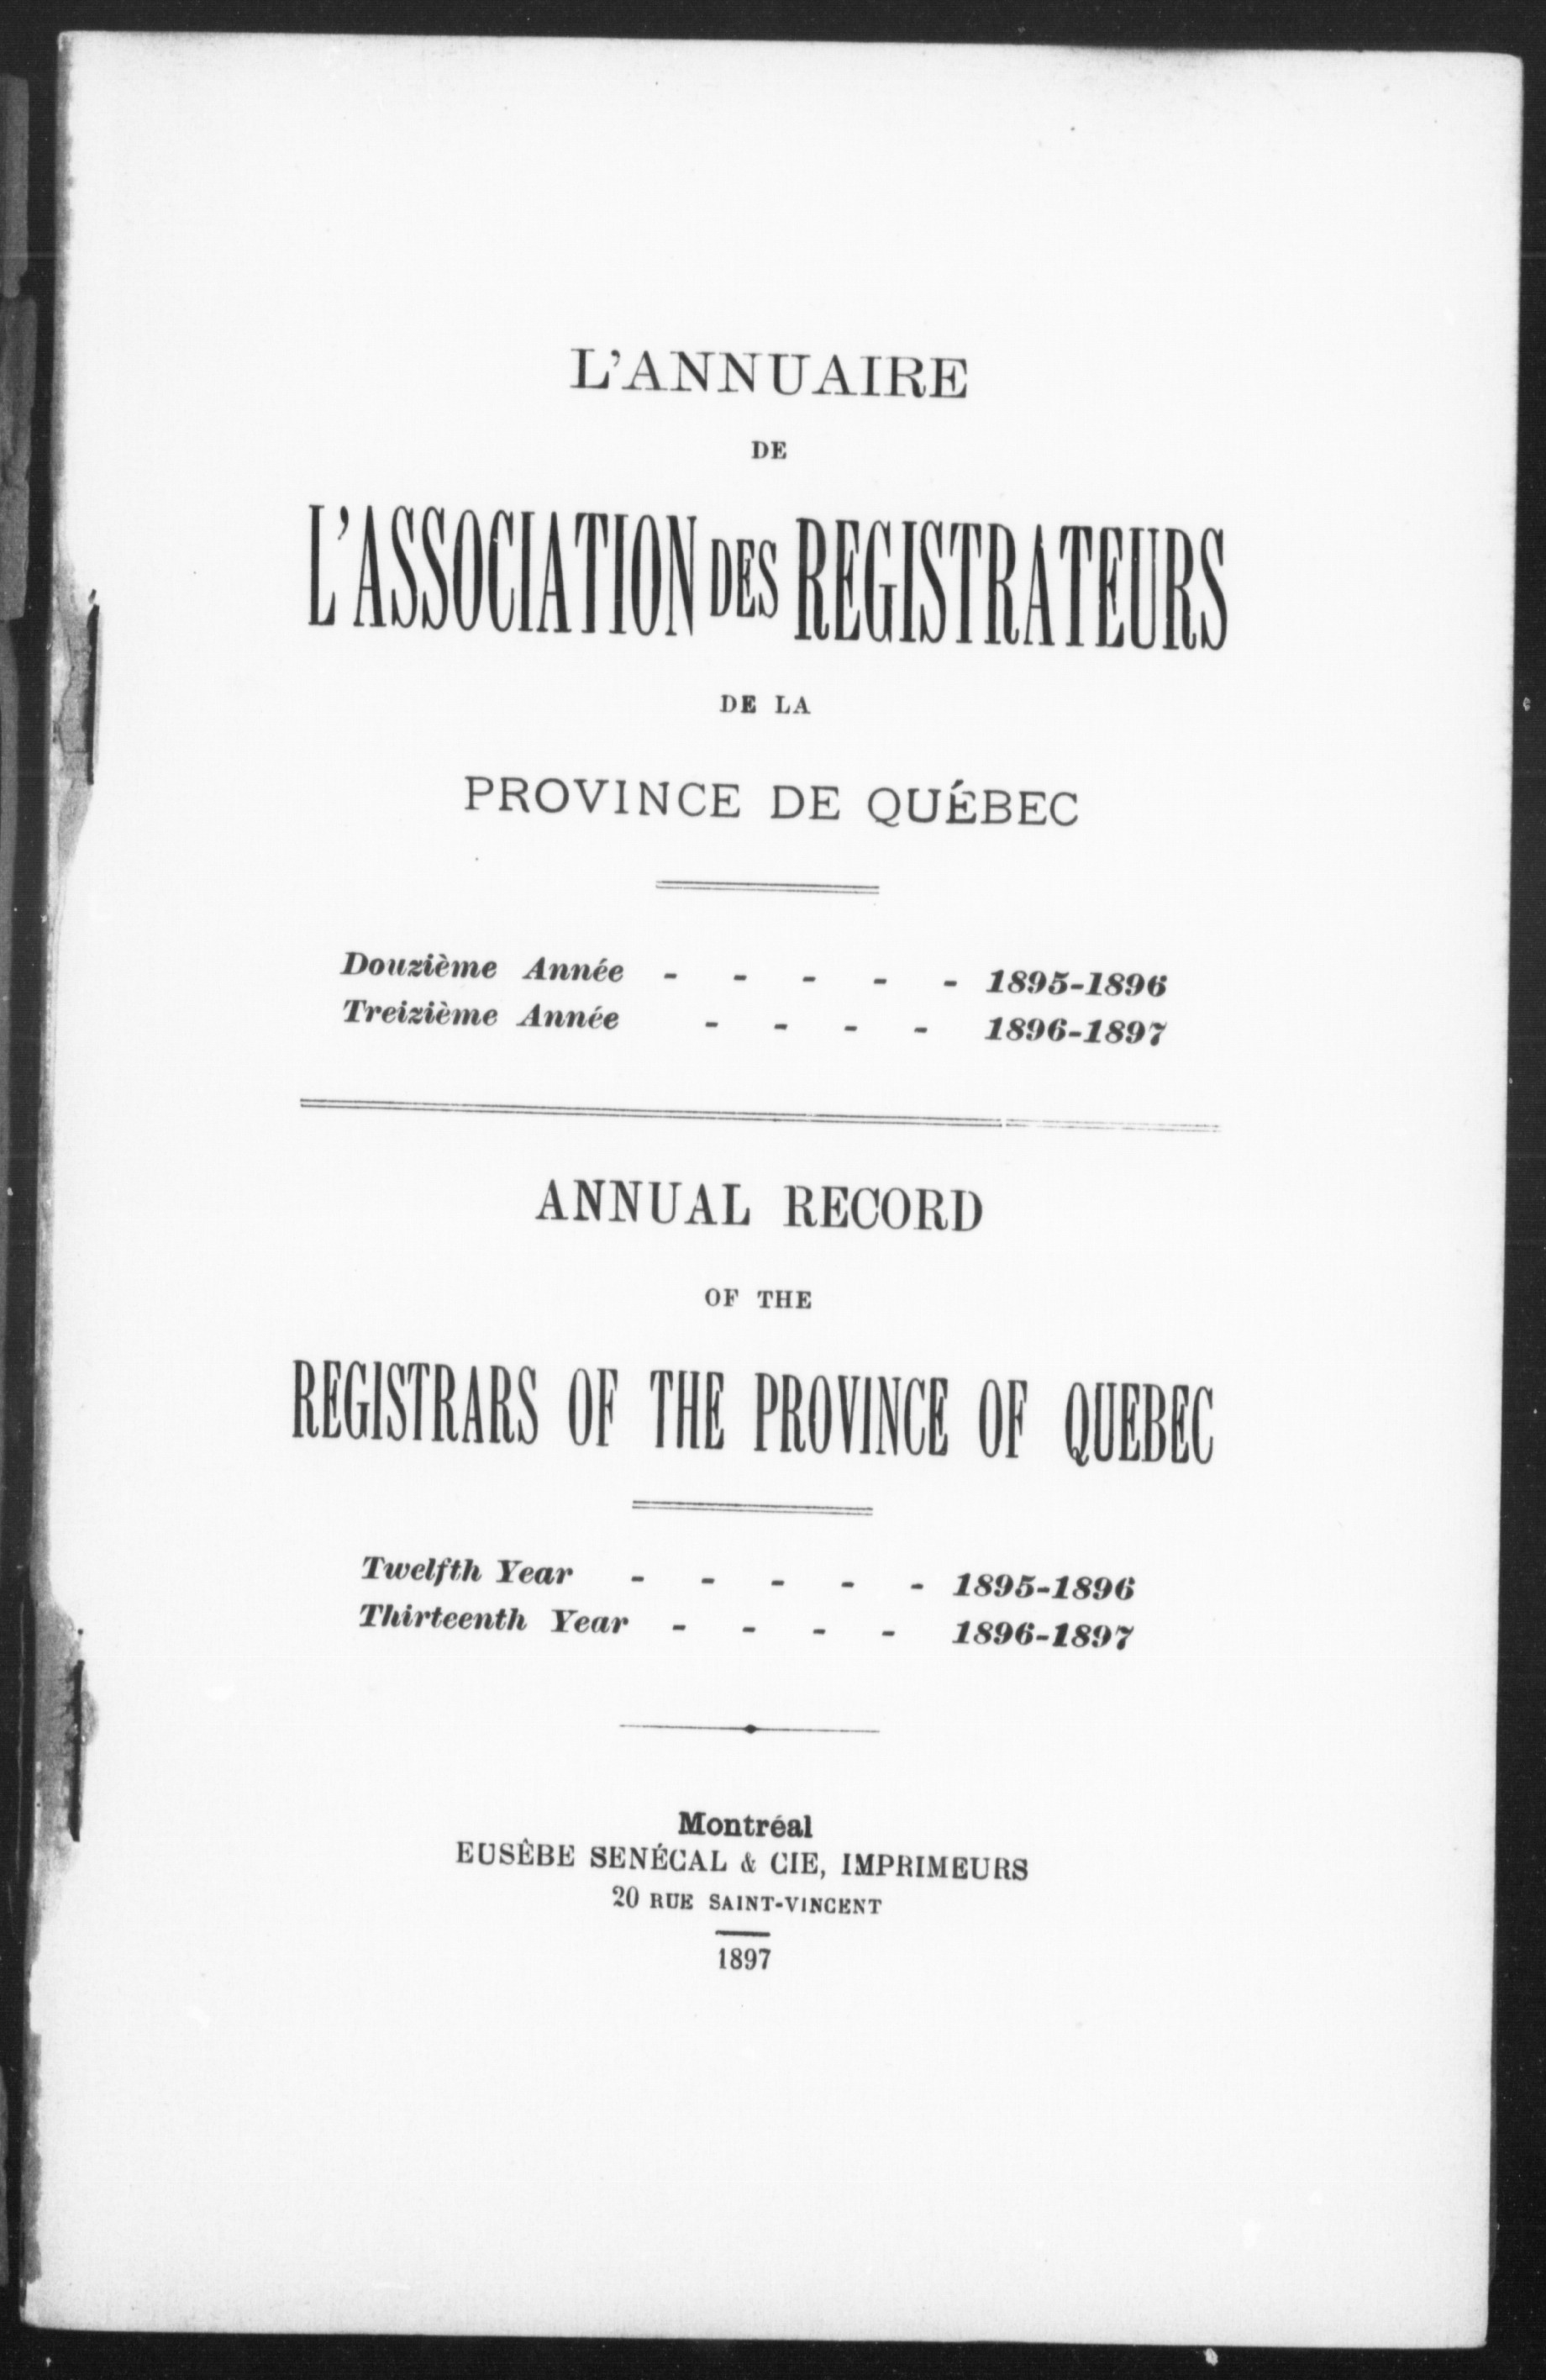 L'ANNUAIRE
DE
L'ASSOCIATION DES REGISTRATEURS
DE LA
PROVINCE DE QUÉBEC
Douzième Année - - - - - 1895-1896
Treizième Année - - - - 1896-1897
ANNUAL RECORD
OF THE
REGISTRARS OF THE PROVINCE OF QUEBEC
Twelfth Year - - - - - 1895-1896
Thirteenth Year - - - - 1896-1897
Montréal
EUSÈBE SENÉCAL & CIE, IMPRIMEURS
20 RUE SAINT-VINCENT
1897